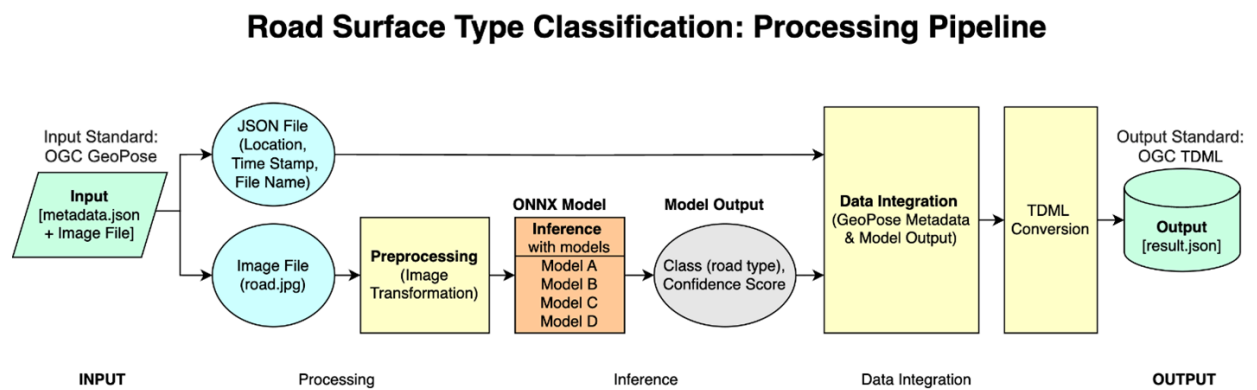 Road Surface Type Classification: Processing Pipeline
Input Standard:
OGC GeoPose
Input
[metadata.json
+ Image File]
JSON File
(Location,
Time Stamp,
File Name)
Image File
(road.jpg)
Preprocessing
(Image
Transformation)
ONNX Model
Inference
with models
Model A
Model B
Model C
Model D
Model Output
Class (road type),
Confidence Score
Data Integration
(GeoPose Metadata
& Model Output)
TDML
Conversion
Output Standard:
OGC TDML
Output
[result.json]
INPUT
Processing
Inference
Data Integration
OUTPUT